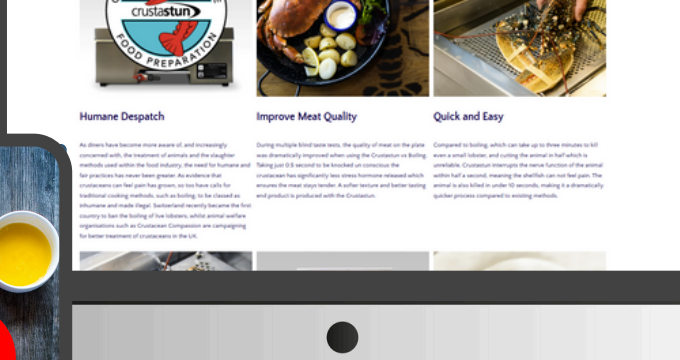 crustastun
FOOD PREPARATION
Humane Despatch
As diners have become more aware of, and increasingly
concerned with, the treatment of animals and the slaughter
methods used within the food industry, the need for humane and
fair practices has never been greater. As evidence that
crustaceans can feel pain has grown, so too have calls for
traditional cooking methods, such as boiling, to be classed as
inhumane and made illegal. Switzerland recently became the first
country to ban the boiling of live lobsters, whilst animal welfare
organisations such as Crustacean Compassion are campaigning
for better treatment of crustaceans in the U.K.
Improve Meat Quality
During multiple blind taste tests, the quality of meat on the plate
was dramatically improved when using the Crustastun vs Boiling.
Taking just 0.5 second to be knocked un conscious the
crustacean has significantly less stress hormone released which
ensures the meat stays tender. A softer texture and better tasting
end product is produced with the Crustastun.
Quick and Easy
Compared to boiling, which can take up to three minutes to kill
even a small lobster, and cutting the animal in half which is
unreliable. Crustastun interrupts the nerve function of the animal
within half a second, meaning the shellfish can not feel pain. The
animal is also killed in under 10 seconds, making it a dramatically
quicker process compared to existing methods.